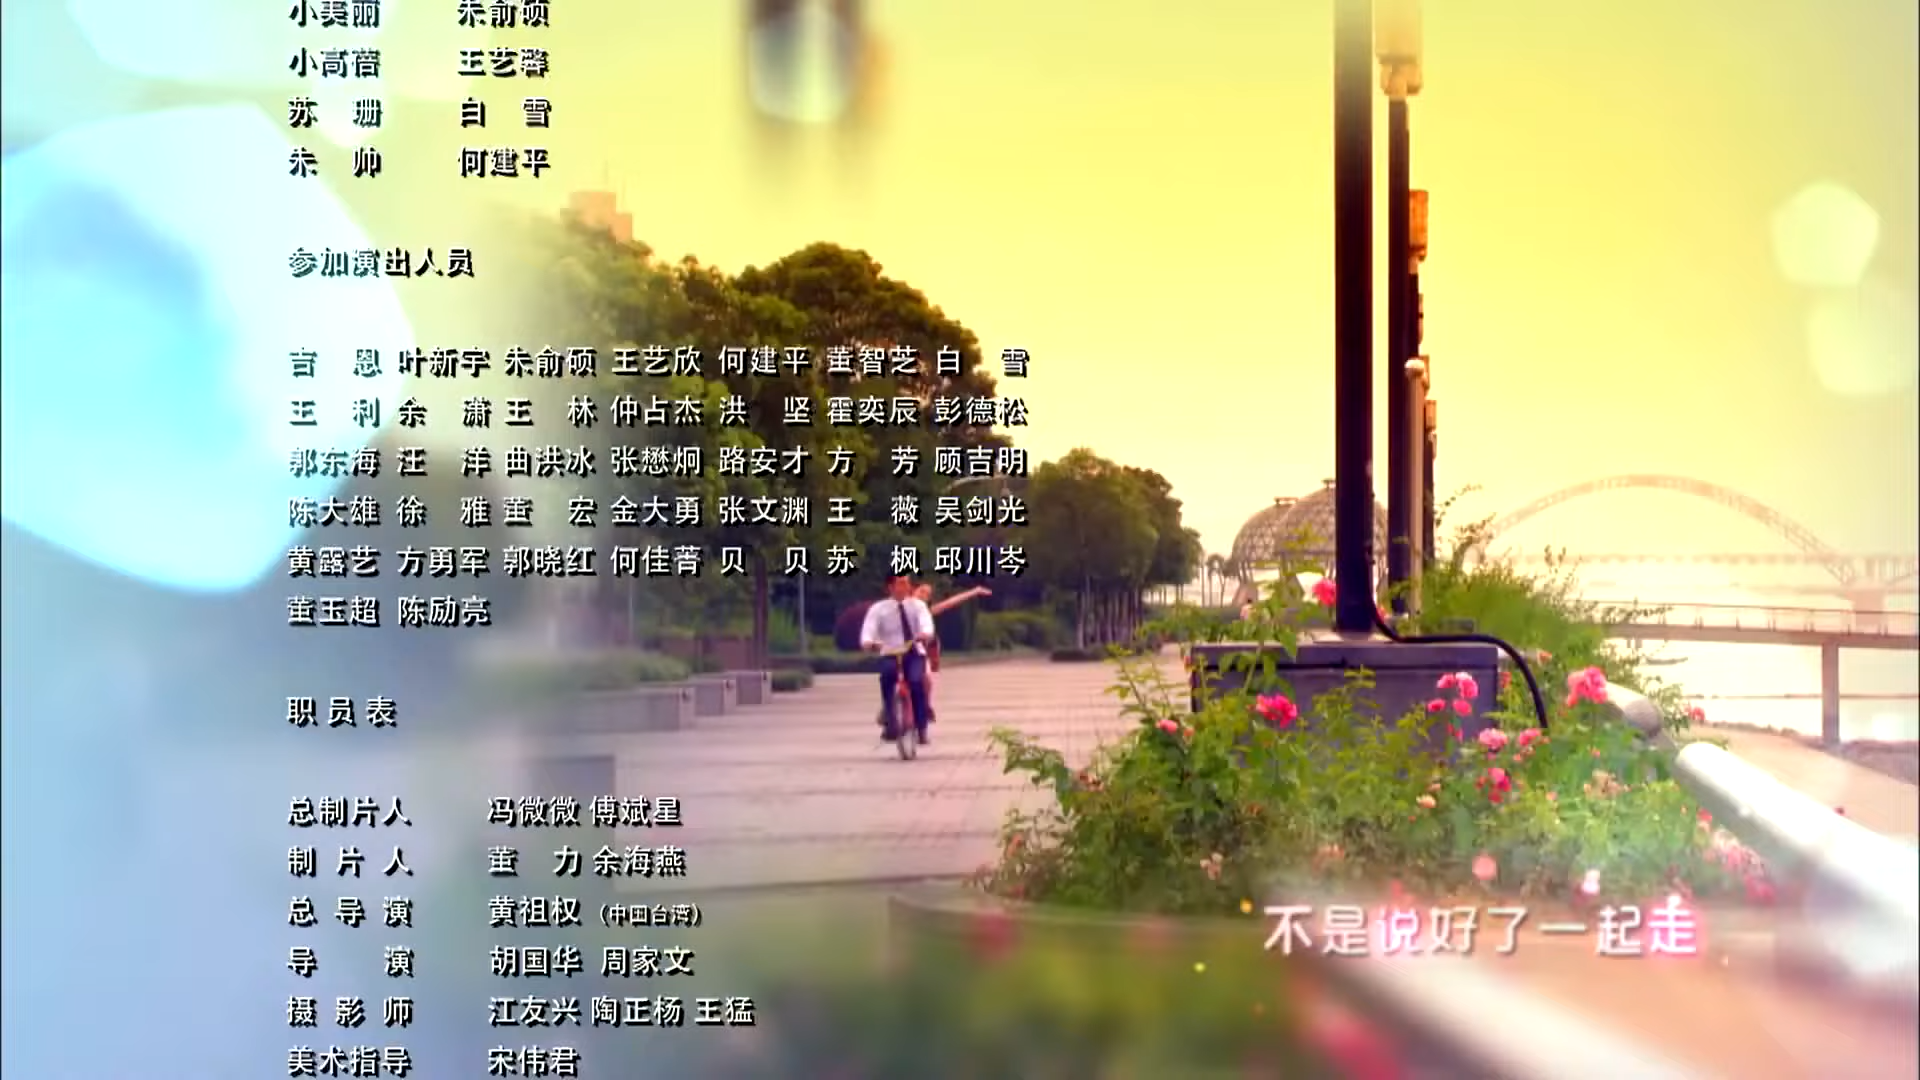 小美丽 朱俞硕
小高蓓 王艺馨
苏 珊 白 雪
朱 帅 何建平
参加演出人员
吉 恩 叶新宇 朱俞硕 王艺欣 何建平 董智芝 白 雪
王 利 余 潇 王 林 仲占杰 洪 坚 霍奕辰 彭德松
郭东海 汪 洋 曲洪冰 张懋炯 路安才 方 芳 顾吉明
陈大雄 徐 雅 董 宏 金大勇 张文渊 王 薇 吴剑光
黄露艺 方勇军 郭晓红 何佳菁 贝 贝 苏 枫 邱川岑
董玉超 陈励亮
职 员 表
总制片人 冯微微 傅斌星
制 片 人 董 力 余海燕
总 导 演 黄祖权 (中国台湾)
导 演 胡国华 周家文
摄 影 师 江友兴 陶正杨 王猛
不是说好了一起走
美术指导 宋伟君